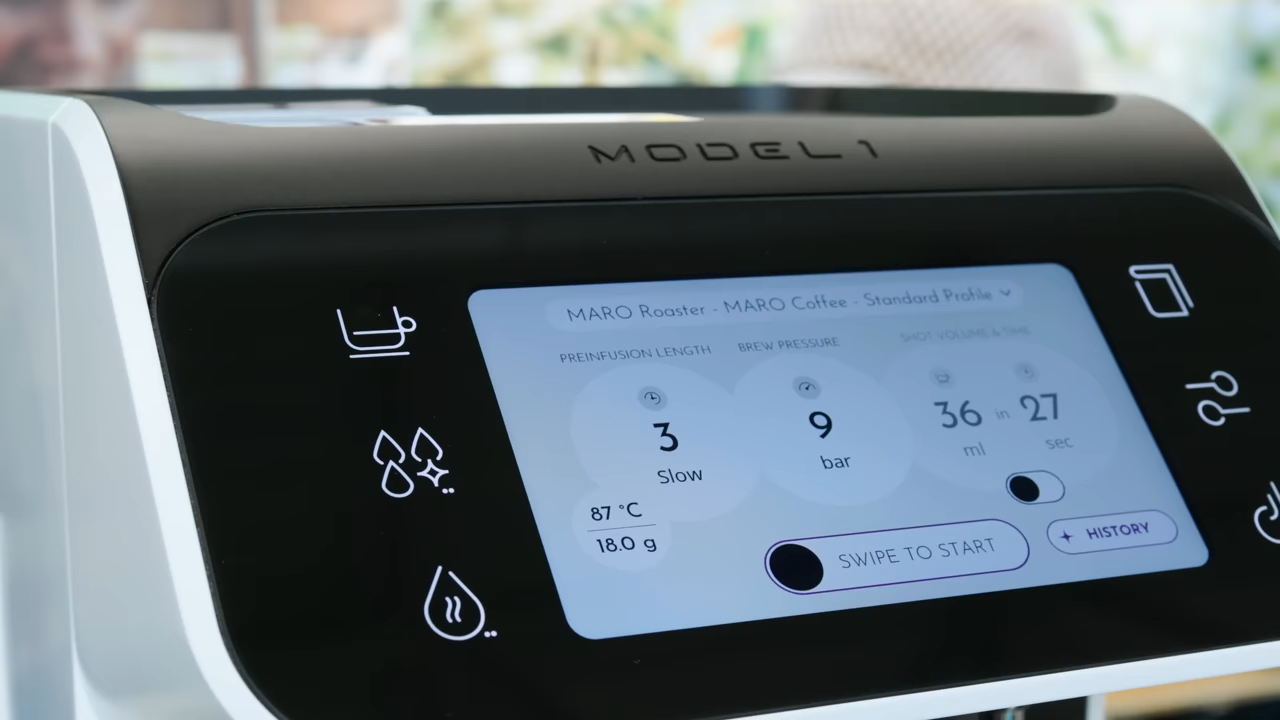 MODEL 1
MARO Roaster - MARO Coffee - Standard Profile
PREINFUSION LENGTH
BREW PRESSURE
SHOT VOLUME & TIME
3
Slow
9
bar
36 in 27
ml sec
87 °C
18.0 g
SWIPE TO START
HISTORY